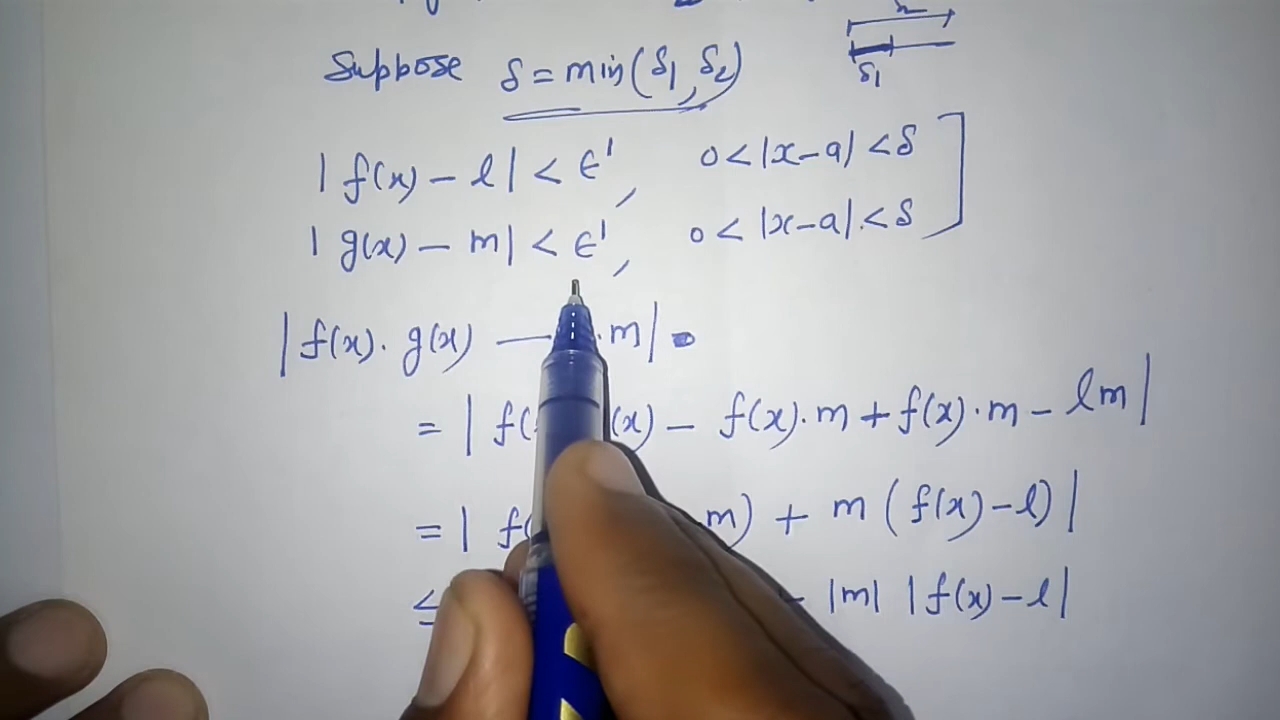 Suppose δ = min(δ₁, δ₂)
δ₁
|f(x) - l| < ϵ', 0 < |x-a| < δ
|g(x) - m| < ϵ', 0 < |x-a| < δ
|f(x). g(x) — .m|
= |f( (x) - f(x).m + f(x).m - lm|
= | f( m) + m (f(x)-l)|
≤ |m| |f(x)-l|